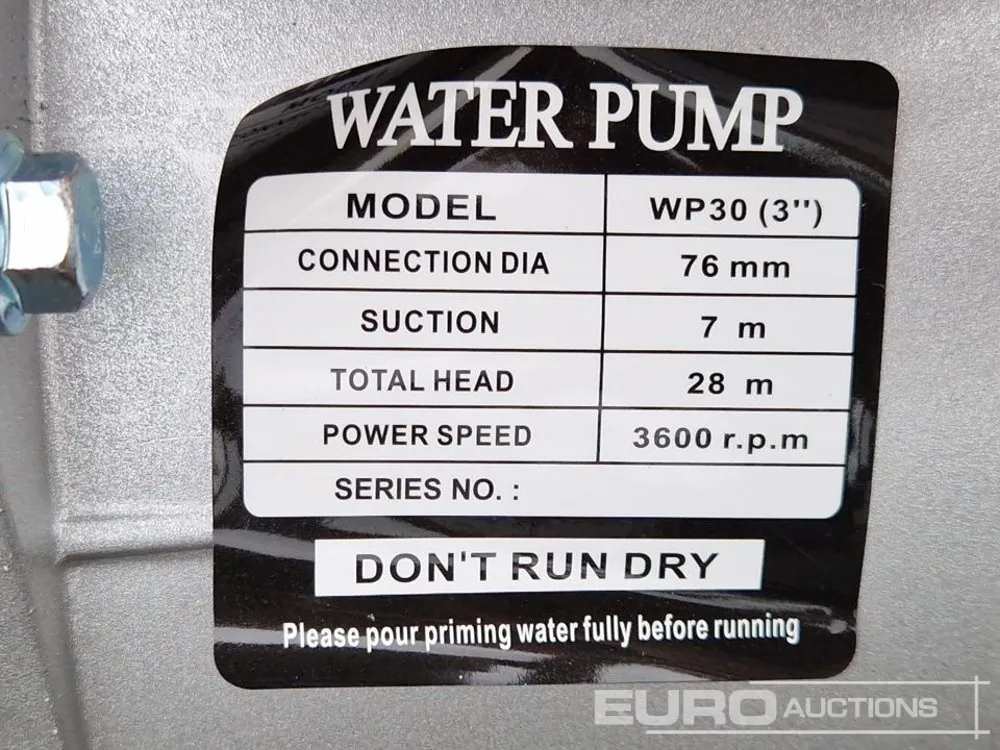 WATER PUMP
MODEL WP30 (3'')
CONNECTION DIA 76 mm
SUCTION 7 m
TOTAL HEAD 28 m
POWER SPEED 3600 r.p.m
SERIES NO. :
DON'T RUN DRY
Please pour priming water fully before running
EURO AUCTIONS